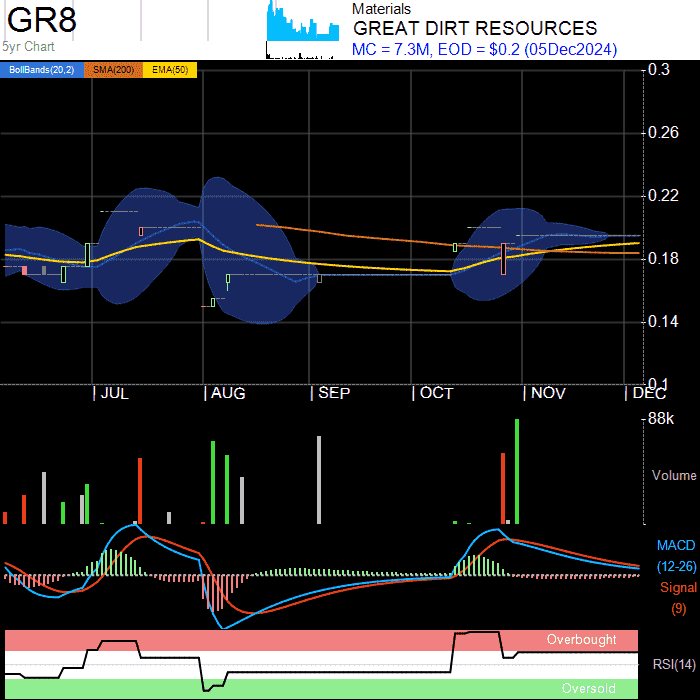 GR8
5yr Chart
Materials
GREAT DIRT RESOURCES
MC = 7.3M, EOD = $0.2 (05Dec2024)
BollBands(20,2) SMA(200) EMA(50)
0.3
0.26
0.22
0.18
0.14
0.1
JUL AUG SEP OCT NOV DEC
88k
Volume
MACD
(12-26)
Signal
(9)
Overbought
RSI(14)
Oversold